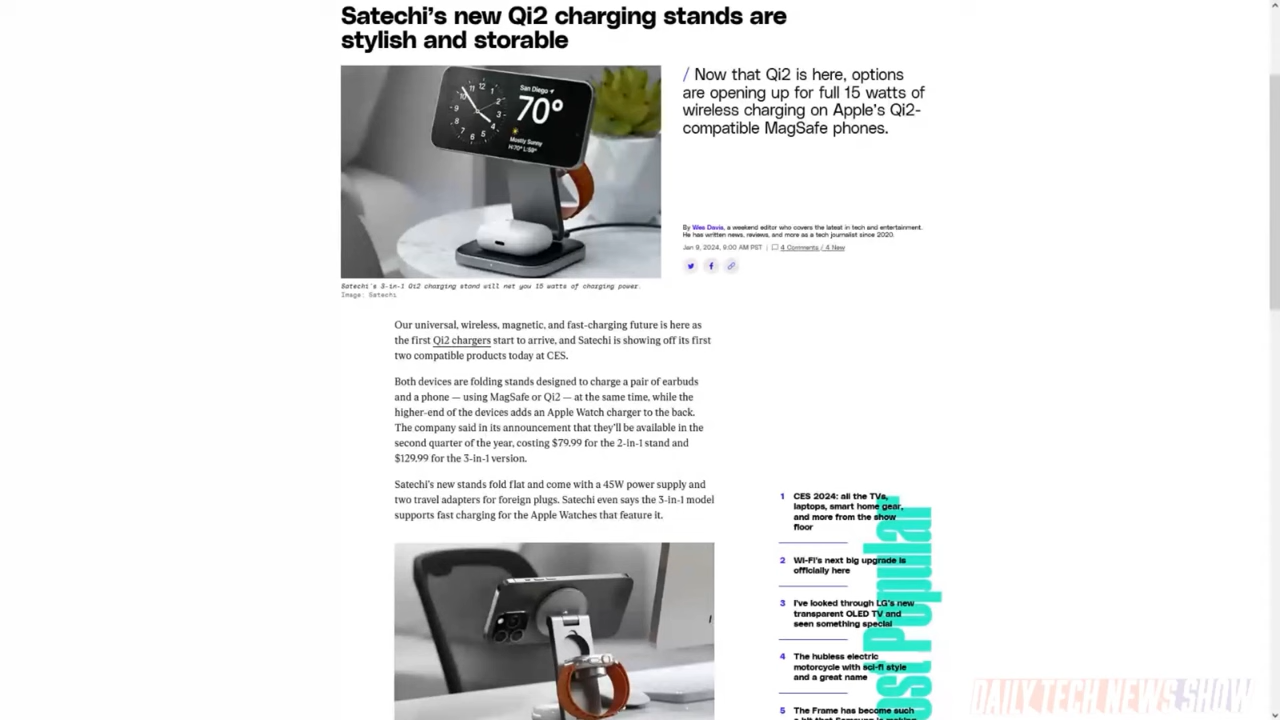 Satechi’s new Qi2 charging stands are
stylish and storable
San Diego
70°
Mostly Sunny
/ Now that Qi2 is here, options
are opening up for full 15 watts of
wireless charging on Apple’s Qi2-
compatible MagSafe phones.
By Wes Davis, a weekend editor who covers the latest in tech and entertainment.
He has written news, reviews, and more as a tech journalist since 2020.
Jan 9, 2024, 9:00 AM PST | 4 Comments / 4 New
Satechi's 3-in-1 Qi2 charging stand will net you 15 watts of charging power.
Image: Satechi
Our universal, wireless, magnetic, and fast-charging future is here as
the first Qi2 chargers start to arrive, and Satechi is showing off its first
two compatible products today at CES.
Both devices are folding stands designed to charge a pair of earbuds
and a phone — using MagSafe or Qi2 — at the same time, while the
higher-end of the devices adds an Apple Watch charger to the back.
The company said in its announcement that they’ll be available in the
second quarter of the year, costing $79.99 for the 2-in-1 stand and
$129.99 for the 3-in-1 version.
Satechi’s new stands fold flat and come with a 45W power supply and
two travel adapters for foreign plugs. Satechi even says the 3-in-1 model
supports fast charging for the Apple Watches that feature it.
1 CES 2024: all the TVs,
laptops, smart home gear,
and more from the show
floor
2 Wi-Fi’s next big upgrade is
officially here
3 I’ve looked through LG’s new
transparent OLED TV and
seen something special
4 The hubless electric
motorcycle with sci-fi style
and a great name
5 The Frame has become such
Popular
DAILY TECH NEWS SHOW